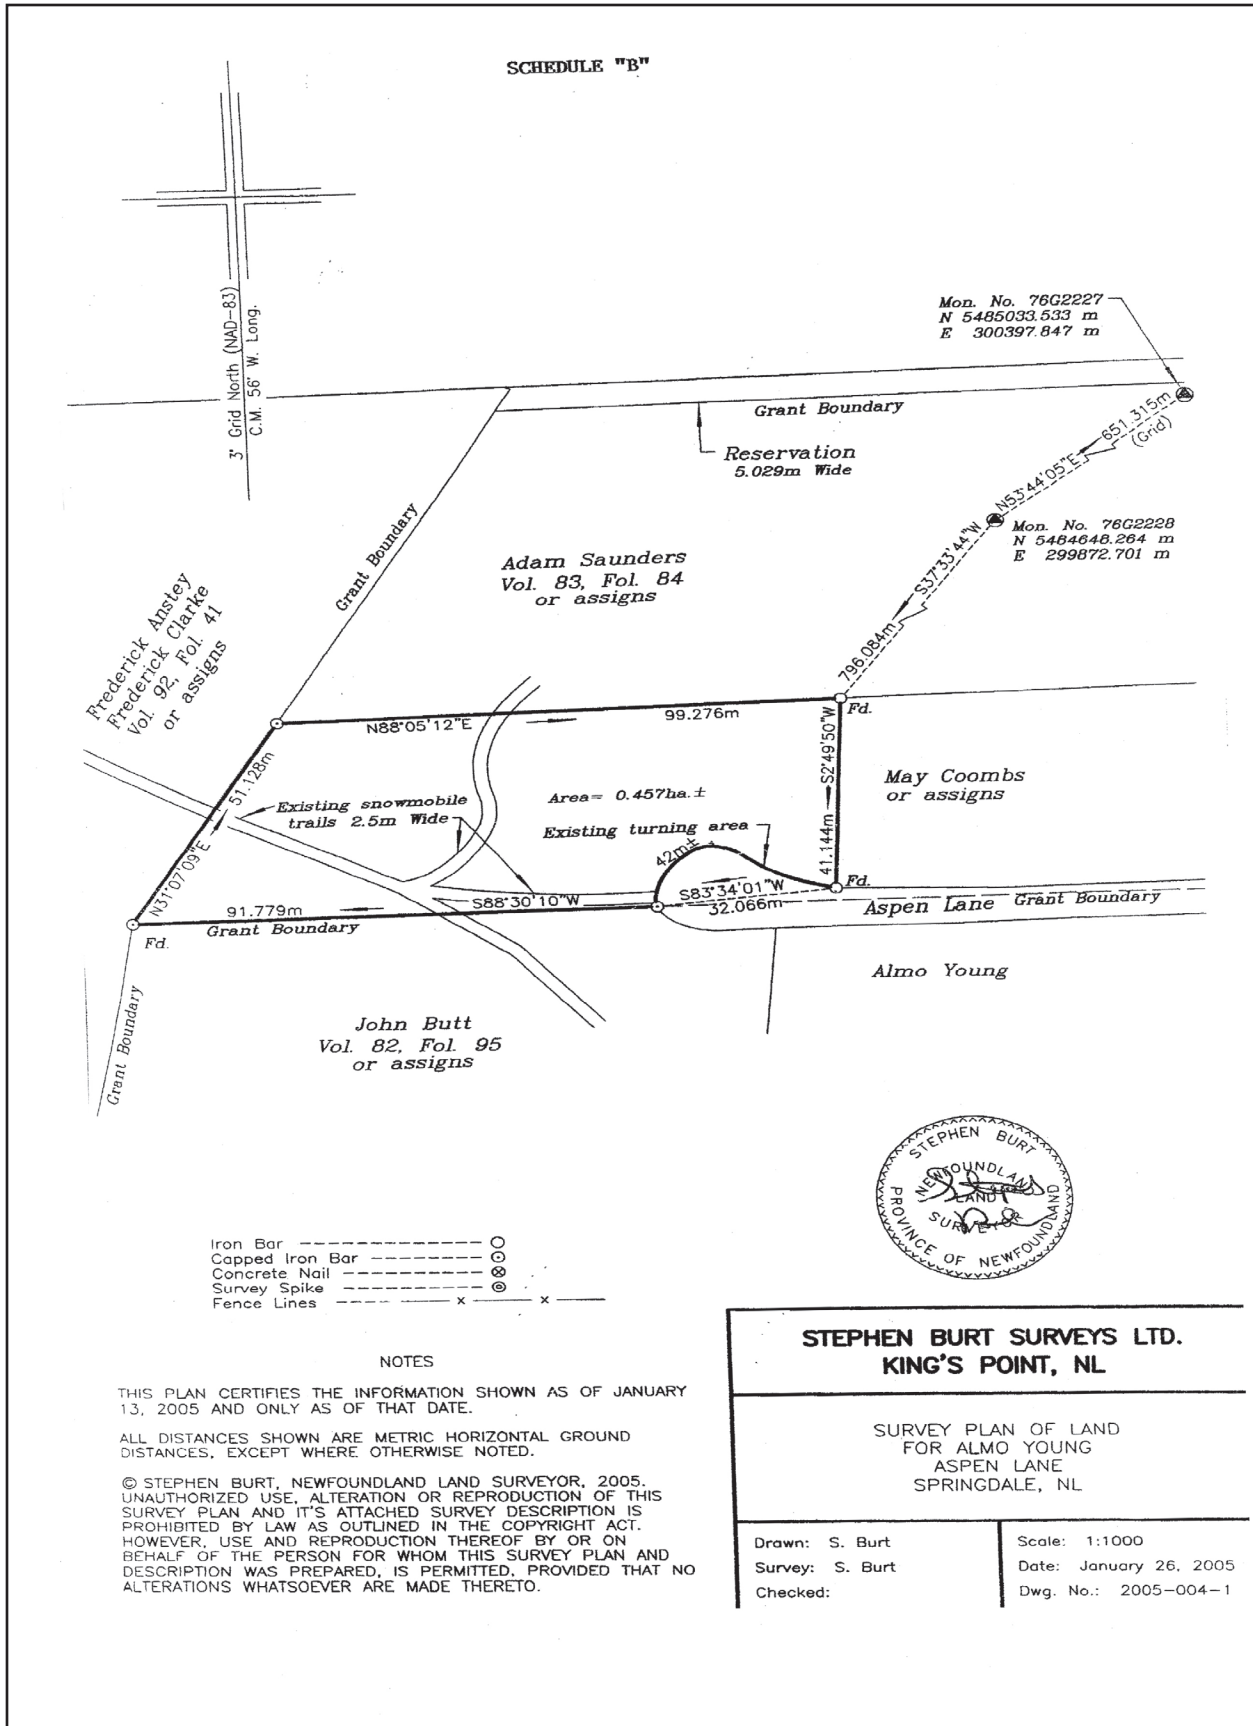 SCHEDULE "B"
3° Grid North (NAD-83)
C.M. 56° W. Long.
Mon. No. 76G2227
N 5485033.533 m
E 300397.847 m
Grant Boundary
Reservation
5.029m Wide
651.315m
(Grid)
N53°44'05"E
Mon. No. 76G2228
N 5484648.264 m
E 299872.701 m
S37°33'44"W
796.084m
Grant Boundary
Adam Saunders
Vol. 83, Fol. 84
or assigns
Frederick Anstey
Frederick Clarke
Vol. 92, Fol. 41
or assigns
N88°05'12"E
99.276m
Fd.
S2°49'50"W
41.144m
May Coombs
or assigns
N31°07'09"E
51.128m
Existing snowmobile
trails 2.5m Wide
Area= 0.457ha.±
Existing turning area
42m±
S83°34'01"W
32.066m
Fd.
S88°30'10"W
91.779m
Grant Boundary
Fd.
Aspen Lane
Grant Boundary
Almo Young
Grant Boundary
John Butt
Vol. 82, Fol. 95
or assigns
STEPHEN BURT
NEWFOUNDLAND
LAND
SURVEYOR
PROVINCE OF NEWFOUNDLAND
Iron Bar
Capped Iron Bar
Concrete Nail
Survey Spike
Fence Lines
NOTES
THIS PLAN CERTIFIES THE INFORMATION SHOWN AS OF JANUARY
13, 2005 AND ONLY AS OF THAT DATE.
ALL DISTANCES SHOWN ARE METRIC HORIZONTAL GROUND
DISTANCES, EXCEPT WHERE OTHERWISE NOTED.
© STEPHEN BURT, NEWFOUNDLAND LAND SURVEYOR, 2005.
UNAUTHORIZED USE, ALTERATION OR REPRODUCTION OF THIS
SURVEY PLAN AND IT'S ATTACHED SURVEY DESCRIPTION IS
PROHIBITED BY LAW AS OUTLINED IN THE COPYRIGHT ACT.
HOWEVER, USE AND REPRODUCTION THEREOF BY OR ON
BEHALF OF THE PERSON FOR WHOM THIS SURVEY PLAN AND
DESCRIPTION WAS PREPARED, IS PERMITTED, PROVIDED THAT NO
ALTERATIONS WHATSOEVER ARE MADE THERETO.
STEPHEN BURT SURVEYS LTD.
KING'S POINT, NL
SURVEY PLAN OF LAND
FOR ALMO YOUNG
ASPEN LANE
SPRINGDALE, NL
Drawn: S. Burt
Survey: S. Burt
Checked:
Scale: 1:1000
Date: January 26, 2005
Dwg. No.: 2005-004-1